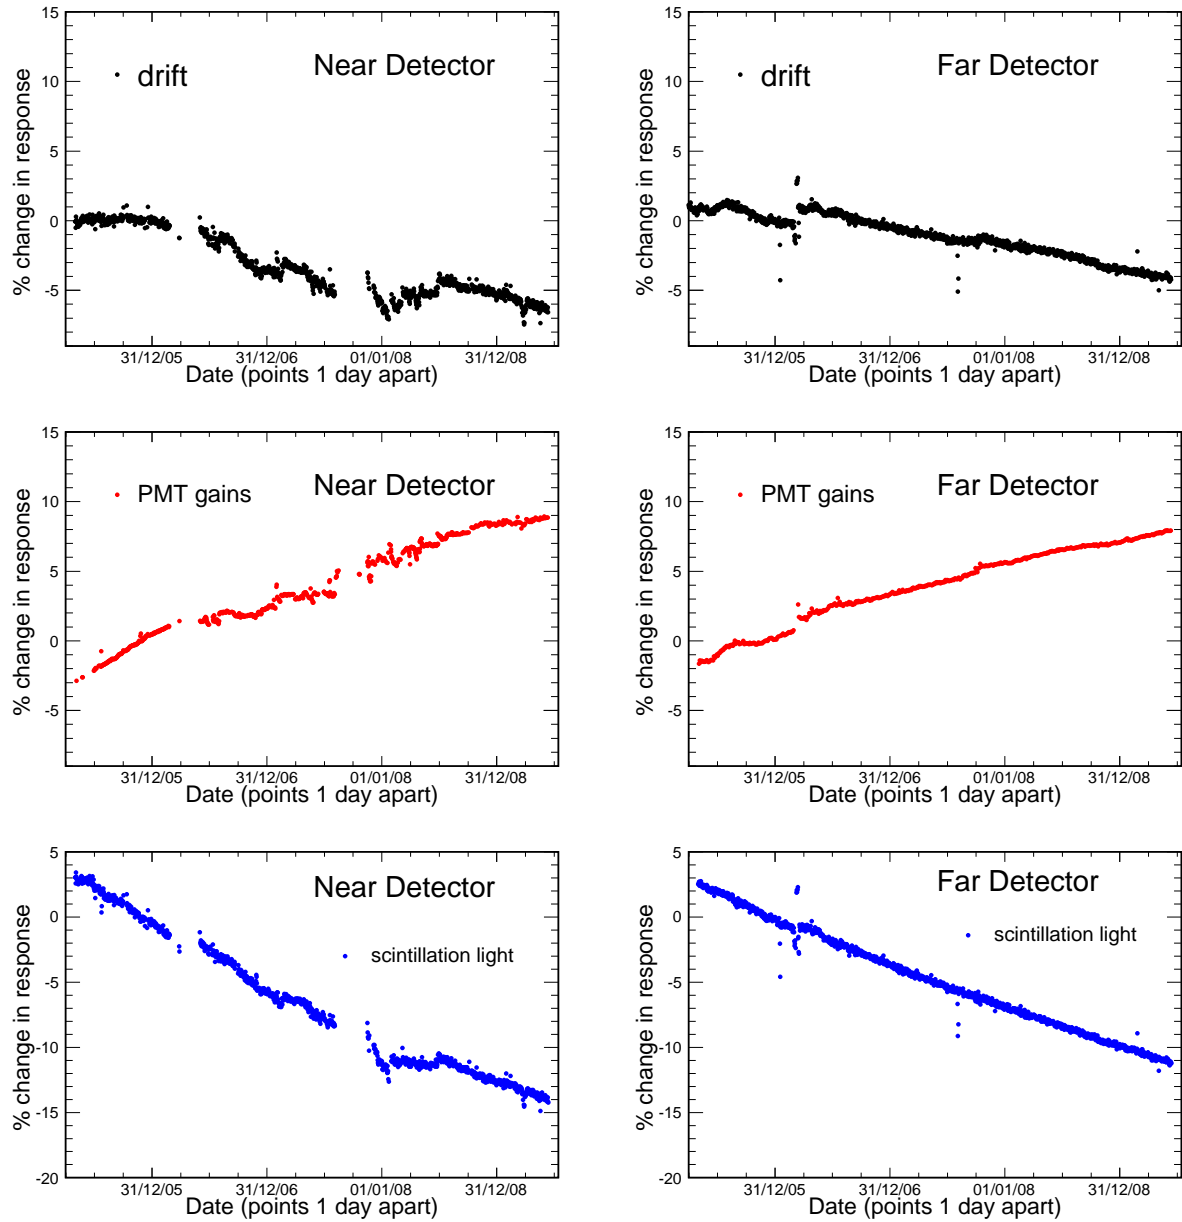 15
10
5
0
-5
% change in response
drift
Near Detector
31/12/05 31/12/06 01/01/08 31/12/08
Date (points 1 day apart)
15
10
5
0
-5
% change in response
drift
Far Detector
31/12/05 31/12/06 01/01/08 31/12/08
Date (points 1 day apart)
15
10
5
0
-5
% change in response
PMT gains
Near Detector
31/12/05 31/12/06 01/01/08 31/12/08
Date (points 1 day apart)
15
10
5
0
-5
% change in response
PMT gains
Far Detector
31/12/05 31/12/06 01/01/08 31/12/08
Date (points 1 day apart)
5
0
-5
-10
-15
-20
% change in response
Near Detector
scintillation light
31/12/05 31/12/06 01/01/08 31/12/08
Date (points 1 day apart)
5
0
-5
-10
-15
-20
% change in response
Far Detector
scintillation light
31/12/05 31/12/06 01/01/08 31/12/08
Date (points 1 day apart)